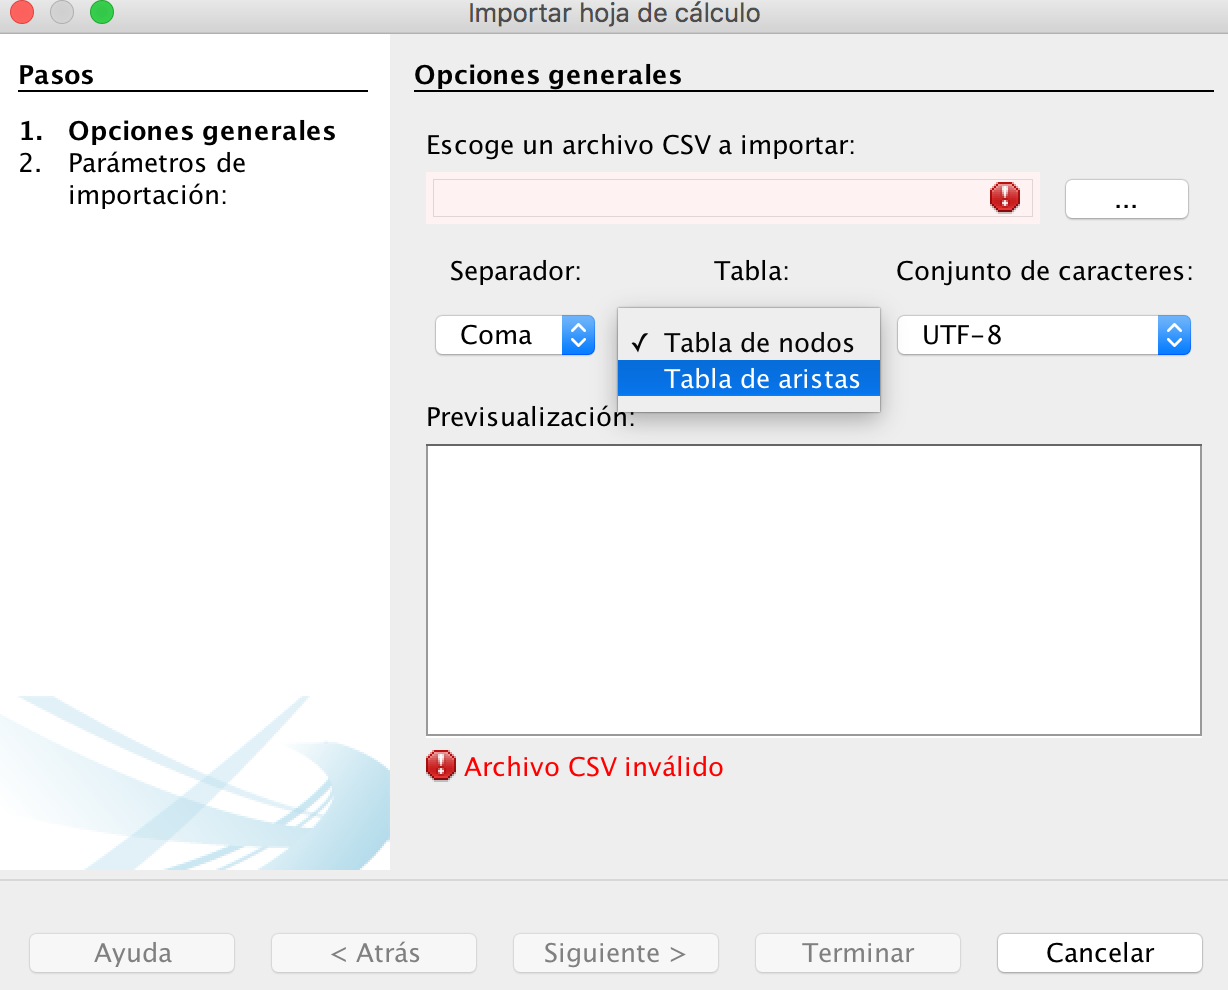 Importar hoja de cálculo
Pasos
1. Opciones generales
2. Parámetros de
importación:
Opciones generales
Escoge un archivo CSV a importar:
...
Separador:
Tabla:
Conjunto de caracteres:
Coma
✓ Tabla de nodos
Tabla de aristas
UTF-8
Previsualización:
Archivo CSV inválido
Ayuda
< Atrás
Siguiente >
Terminar
Cancelar